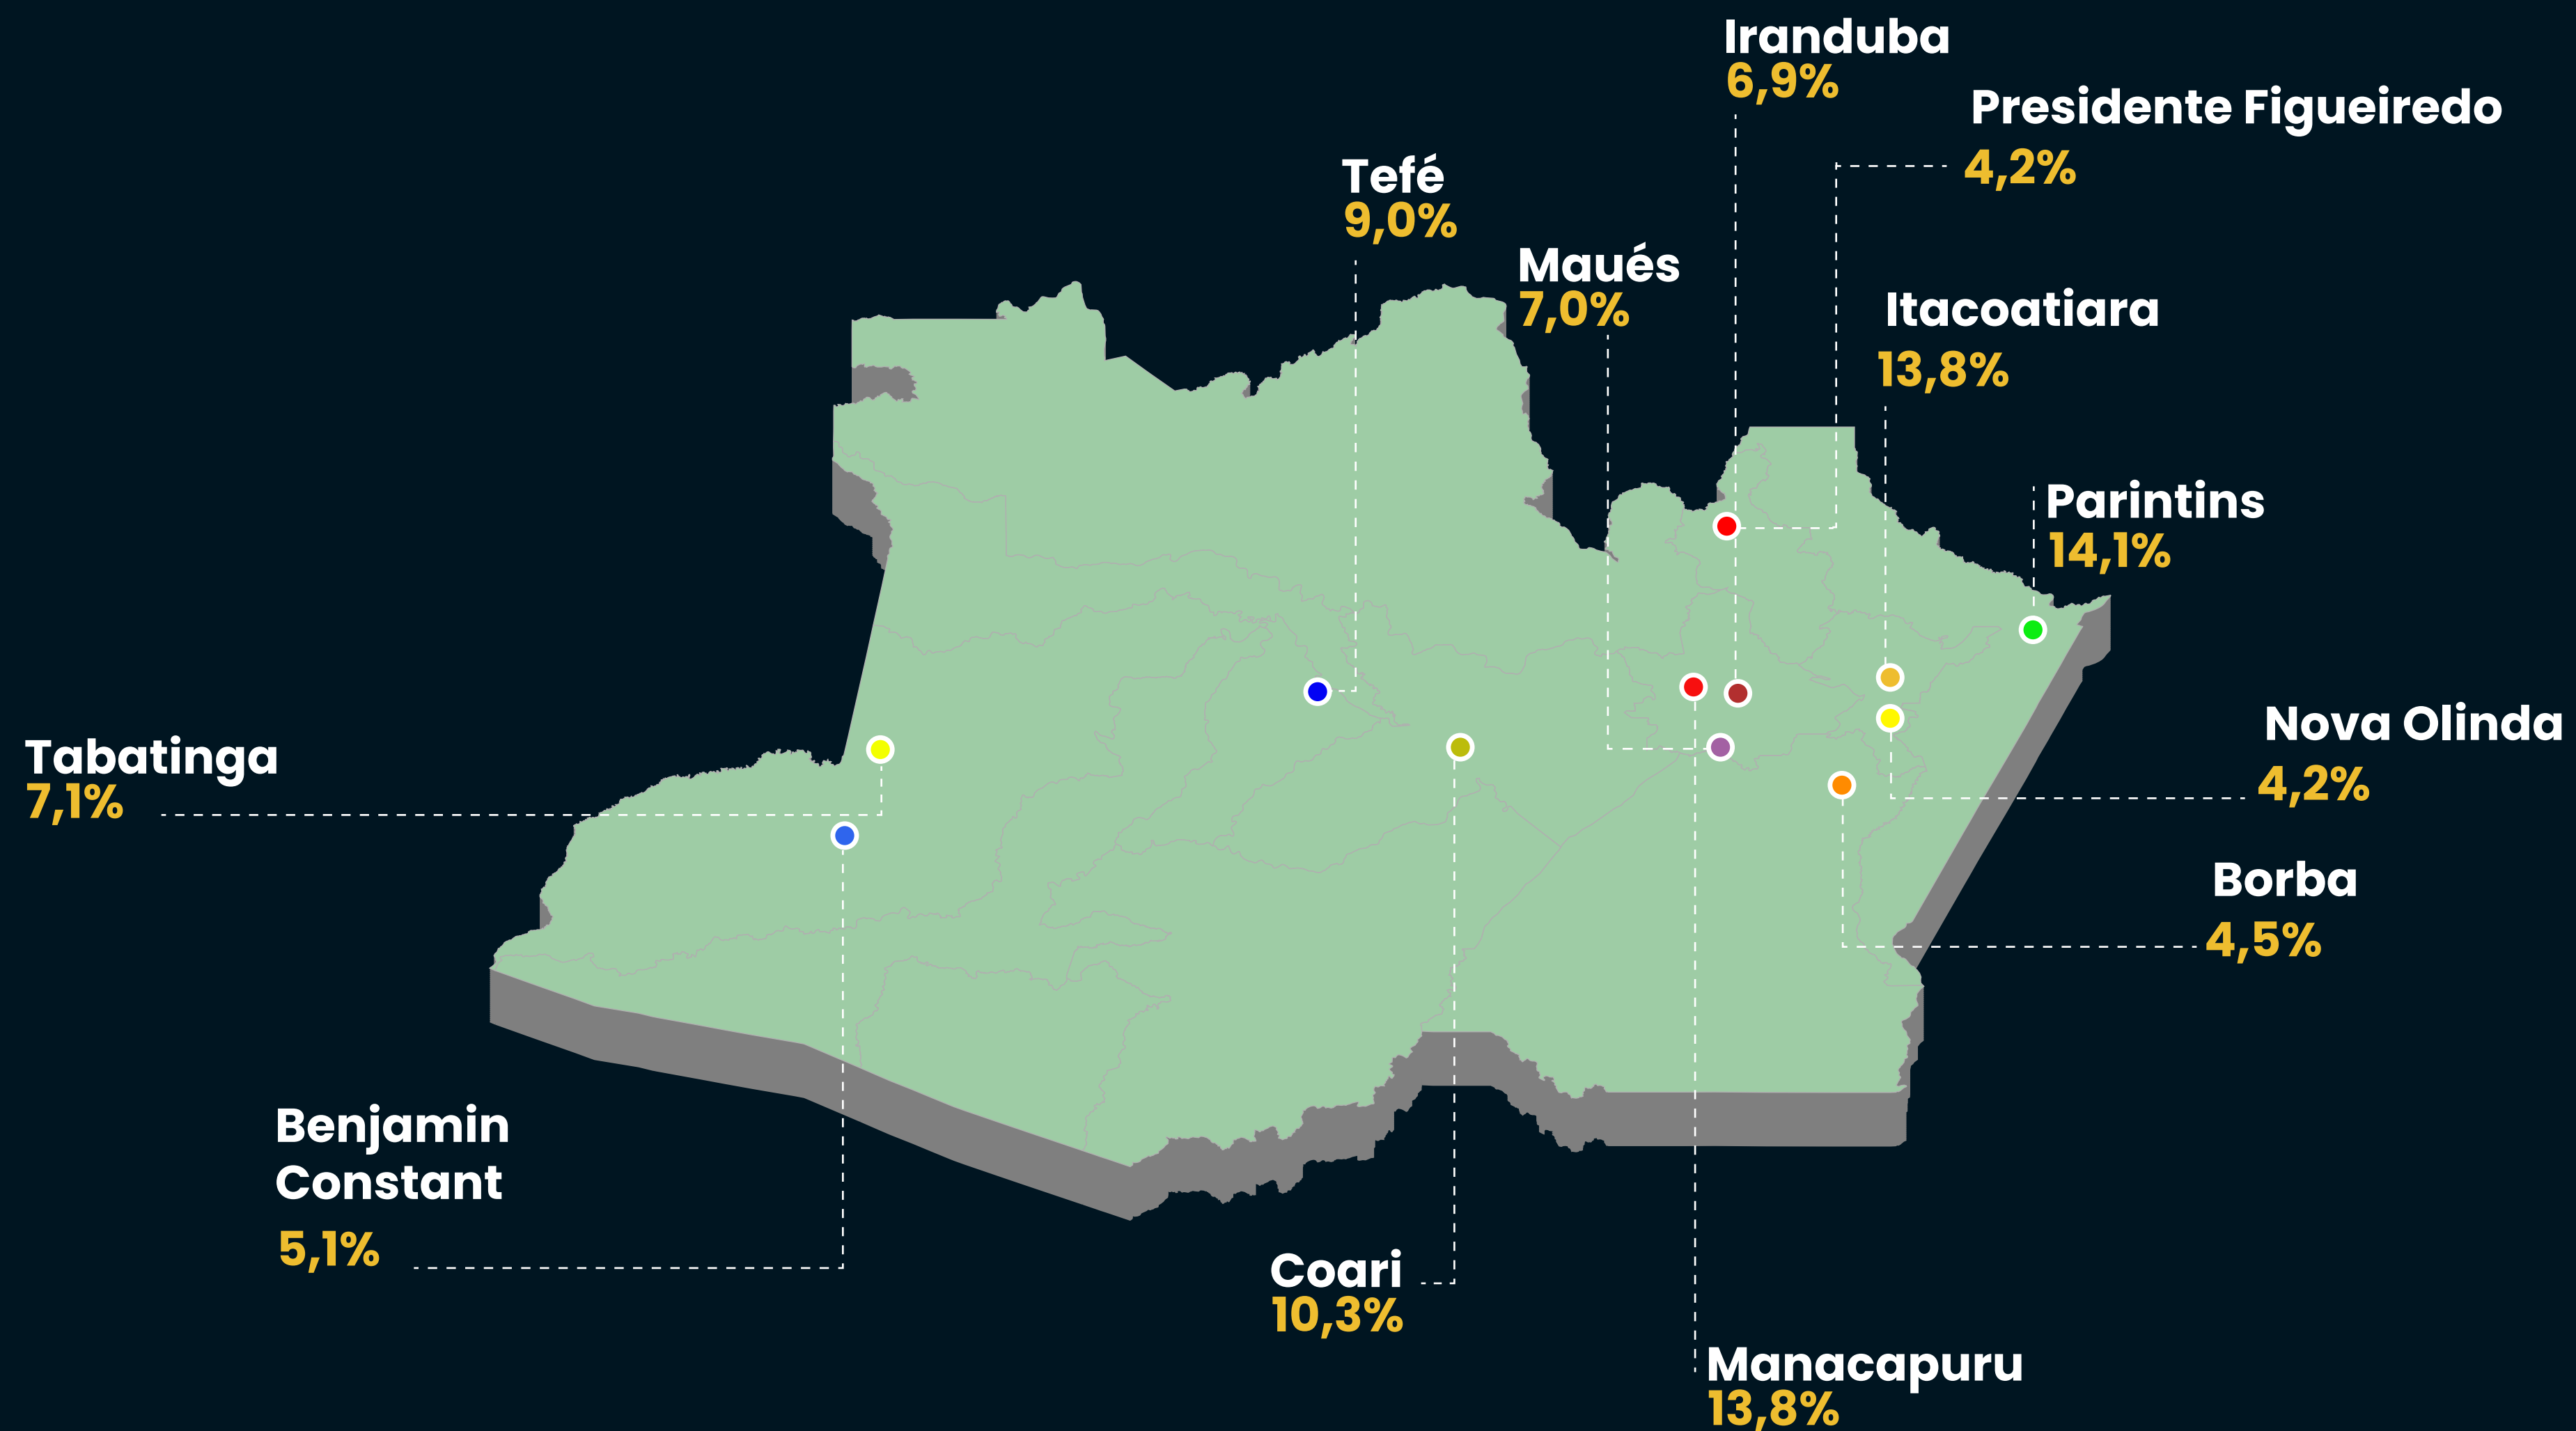 Iranduba
6,9%
Presidente Figueiredo
4,2%
Tefé
9,0%
Maués
7,0%
Itacoatiara
13,8%
Parintins
14,1%
Tabatinga
7,1%
Nova Olinda
4,2%
Borba
4,5%
Benjamin
Constant
5,1%
Coari
10,3%
Manacapuru
13,8%